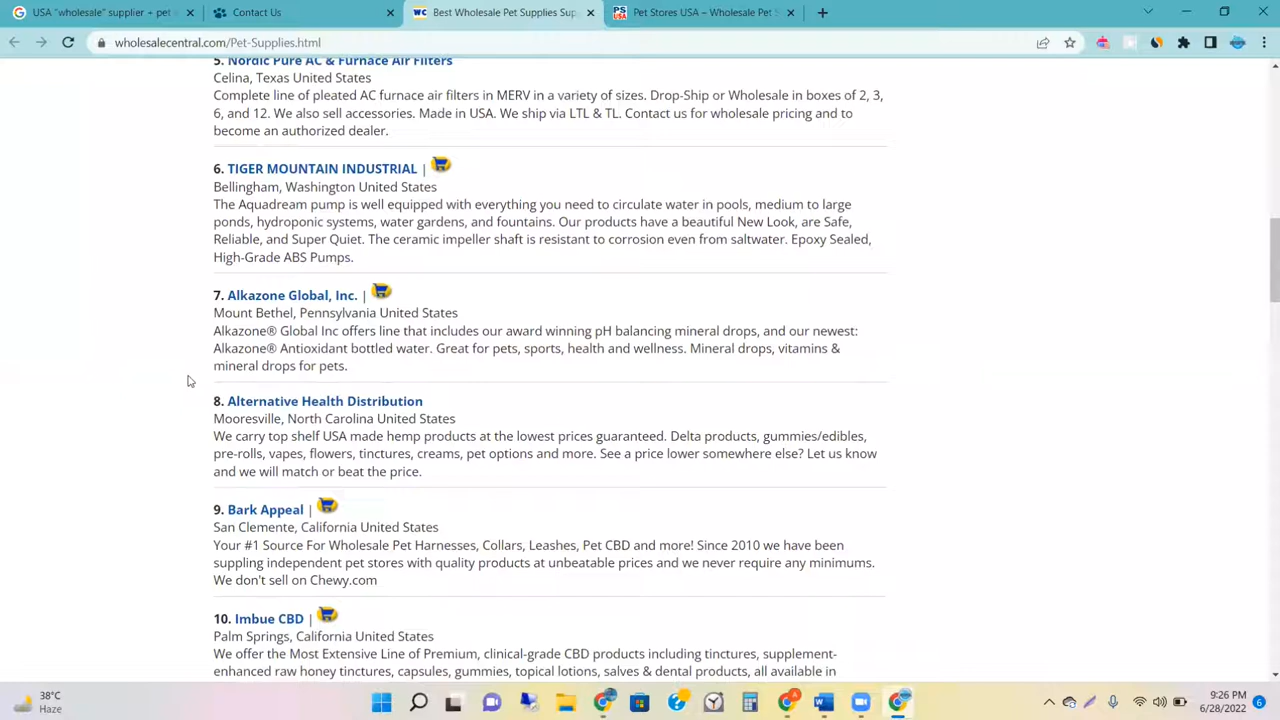 USA "wholesale" supplier + pet s
Contact Us
Best Wholesale Pet Supplies Sup
Pet Stores USA – Wholesale Pet S
wholesalecentral.com/Pet-Supplies.html
5. Nordic Pure AC & Furnace Air Filters
Celina, Texas United States
Complete line of pleated AC furnace air filters in MERV in a variety of sizes. Drop-Ship or Wholesale in boxes of 2, 3,
6, and 12. We also sell accessories. Made in USA. We ship via LTL & TL. Contact us for wholesale pricing and to
become an authorized dealer.
6. TIGER MOUNTAIN INDUSTRIAL |
Bellingham, Washington United States
The Aquadream pump is well equipped with everything you need to circulate water in pools, medium to large
ponds, hydroponic systems, water gardens, and fountains. Our products have a beautiful New Look, are Safe,
Reliable, and Super Quiet. The ceramic impeller shaft is resistant to corrosion even from saltwater. Epoxy Sealed,
High-Grade ABS Pumps.
7. Alkazone Global, Inc. |
Mount Bethel, Pennsylvania United States
Alkazone® Global Inc offers line that includes our award winning pH balancing mineral drops, and our newest:
Alkazone® Antioxidant bottled water. Great for pets, sports, health and wellness. Mineral drops, vitamins &
mineral drops for pets.
8. Alternative Health Distribution
Mooresville, North Carolina United States
We carry top shelf USA made hemp products at the lowest prices guaranteed. Delta products, gummies/edibles,
pre-rolls, vapes, flowers, tinctures, creams, pet options and more. See a price lower somewhere else? Let us know
and we will match or beat the price.
9. Bark Appeal |
San Clemente, California United States
Your #1 Source For Wholesale Pet Harnesses, Collars, Leashes, Pet CBD and more! Since 2010 we have been
suppling independent pet stores with quality products at unbeatable prices and we never require any minimums.
We don't sell on Chewy.com
10. Imbue CBD |
Palm Springs, California United States
We offer the Most Extensive Line of Premium, clinical-grade CBD products including tinctures, supplement-
enhanced raw honey tinctures, capsules, gummies, topical lotions, salves & dental products, all available in
38°C
Haze
9:26 PM
6/28/2022
6